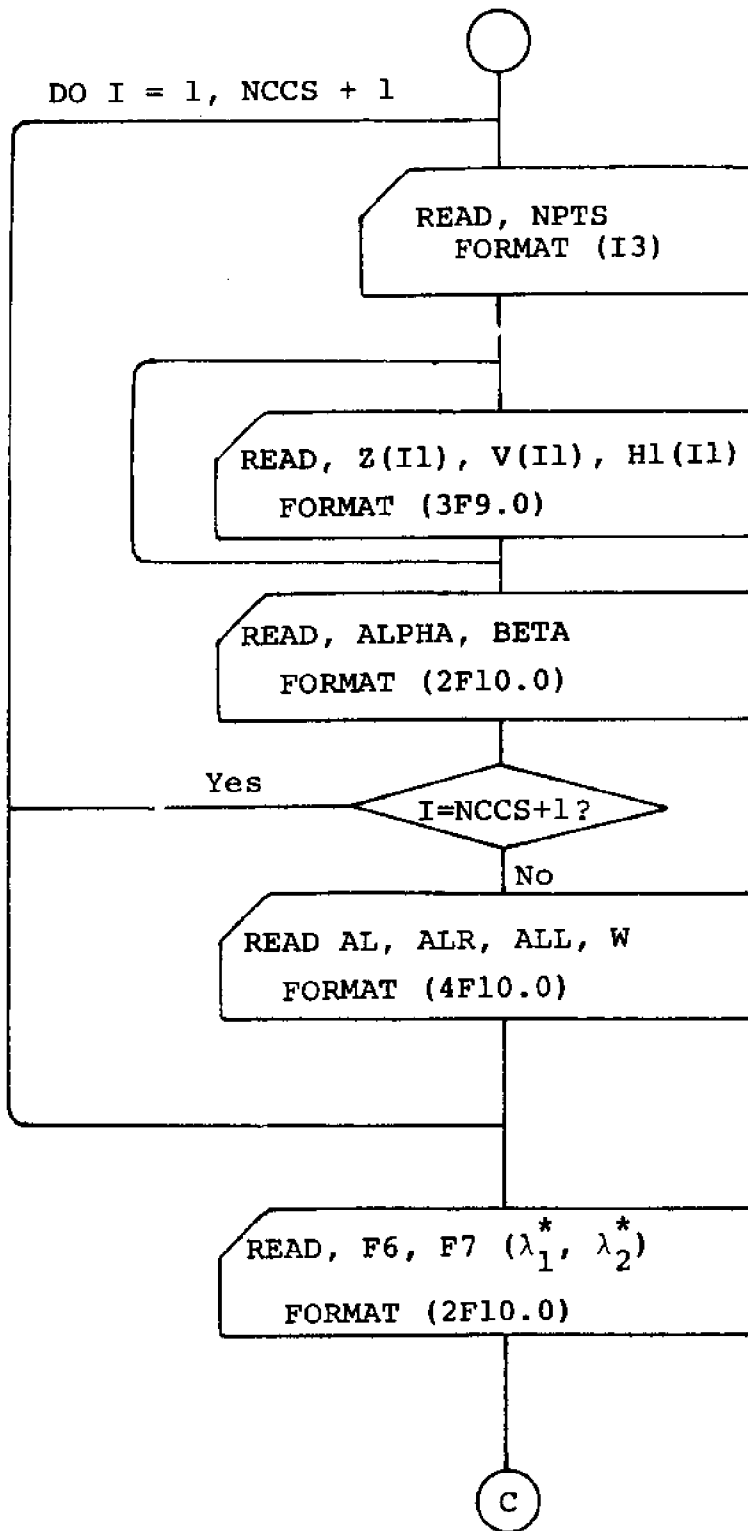 DO I = 1, NCCS + 1
READ, NPTS
FORMAT (I3)
READ, Z(I1), V(I1), H1(I1)
FORMAT (3F9.0)
READ, ALPHA, BETA
FORMAT (2F10.0)
Yes
I=NCCS+1?
No
READ AL, ALR, ALL, W
FORMAT (4F10.0)
READ, F6, F7 (λ₁*, λ₂*)
FORMAT (2F10.0)
C